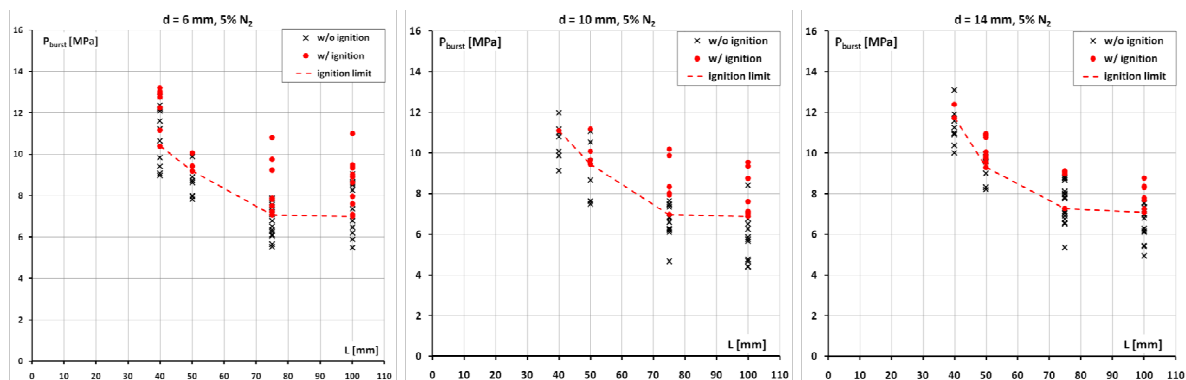 d = 6 mm, 5% N₂
P_burst [MPa]
× w/o ignition
● w/ ignition
--- ignition limit
16
14
12
10
8
6
4
2
0
L [mm]
0 10 20 30 40 50 60 70 80 90 100 110
d = 10 mm, 5% N₂
P_burst [MPa]
× w/o ignition
● w/ ignition
--- ignition limit
16
14
12
10
8
6
4
2
0
L [mm]
0 10 20 30 40 50 60 70 80 90 100 110
d = 14 mm, 5% N₂
P_burst [MPa]
× w/o ignition
● w/ ignition
--- ignition limit
16
14
12
10
8
6
4
2
0
L [mm]
0 10 20 30 40 50 60 70 80 90 100 110